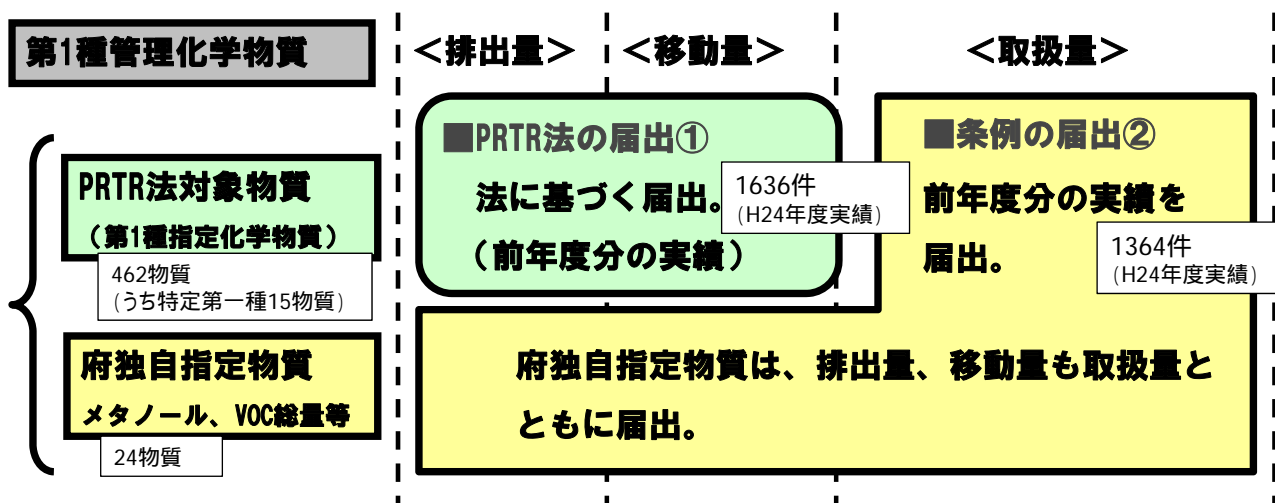 第1種管理化学物質
＜排出量＞
＜移動量＞
＜取扱量＞
PRTR法対象物質
（第1種指定化学物質）
462物質
(うち特定第一種15物質)
府独自指定物質
メタノール、VOC総量等
24物質
■PRTR法の届出①
法に基づく届出。
（前年度分の実績）
1636件
(H24年度実績)
■条例の届出②
前年度分の実績を
届出。
1364件
(H24年度実績)
府独自指定物質は、排出量、移動量も取扱量と
ともに届出。